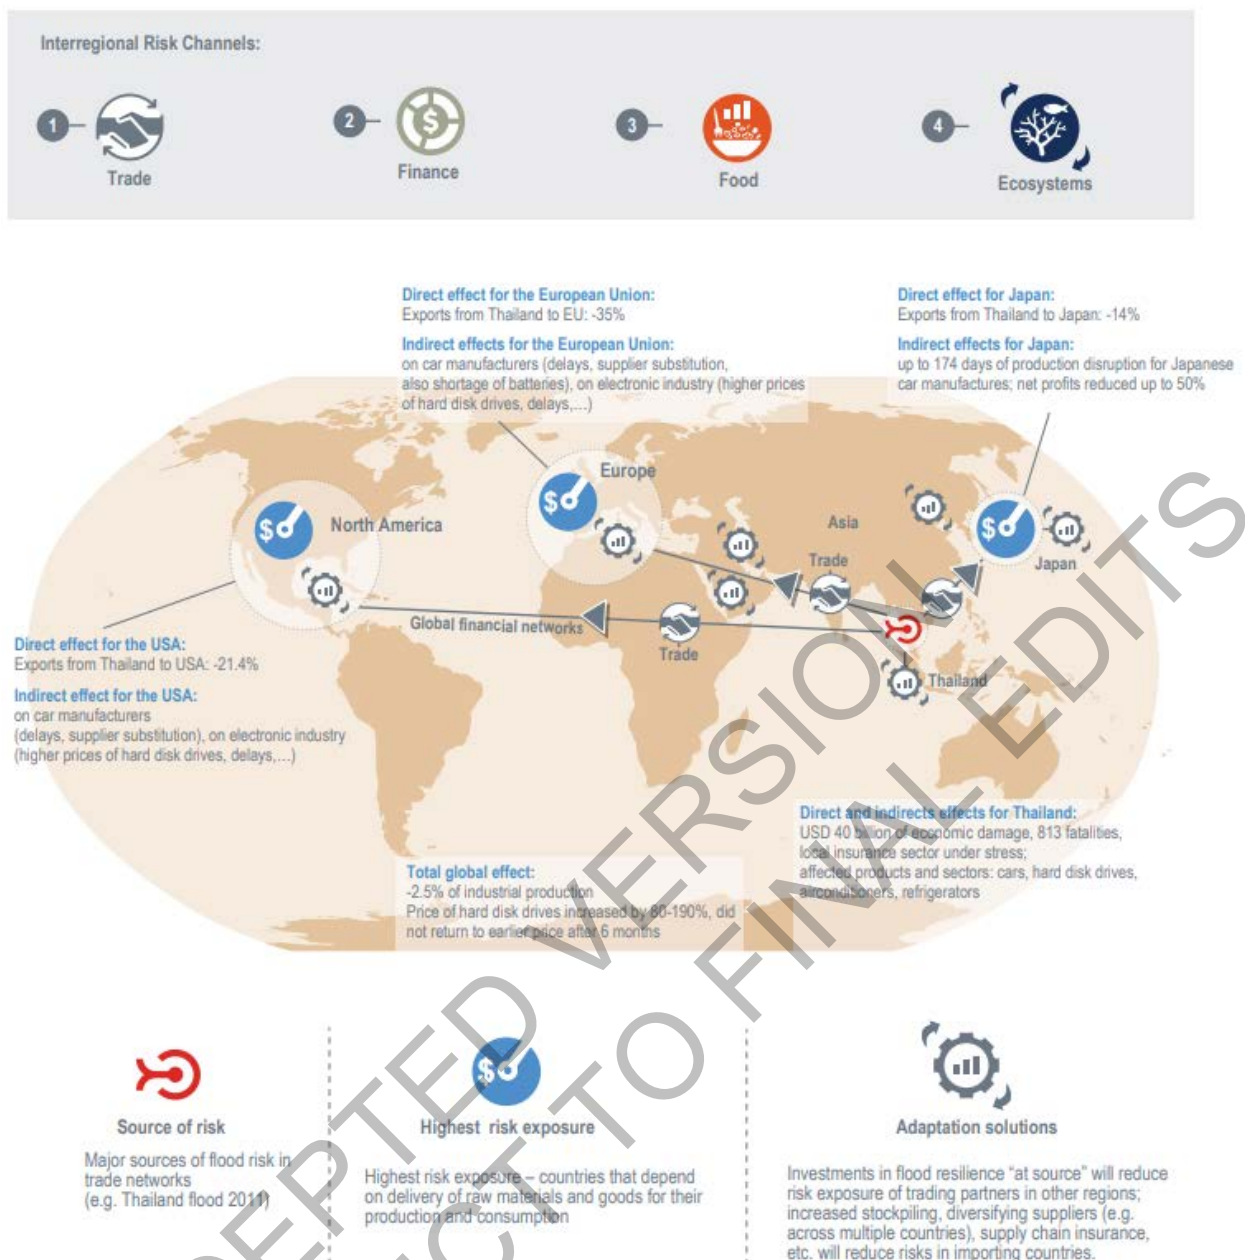 Interregional Risk Channels:
1
2
3
4
Trade
Finance
$
Food
Ecosystems
Direct effect for the European Union:
Exports from Thailand to EU: -35%
Indirect effects for the European Union:
on car manufacturers (delays, supplier substitution,
also shortage of batteries), on electronic industry (higher prices
of hard disk drives, delays,...)
Direct effect for Japan:
Exports from Thailand to Japan: -14%
Indirect effects for Japan:
up to 174 days of production disruption for Japanese
car manufactures; net profits reduced up to 50%
Europe
$
North America
$
Asia
$
Japan
Trade
Global financial networks
Trade
Thailand
Direct effect for the USA:
Exports from Thailand to USA: -21.4%
Indirect effect for the USA:
on car manufacturers
(delays, supplier substitution), on electronic industry
(higher prices of hard disk drives, delays,...)
Direct and indirects effects for Thailand:
USD 40 billion of economic damage, 813 fatalities,
local insurance sector under stress;
affected products and sectors: cars, hard disk drives,
airconditioners, refrigerators
Total global effect:
-2.5% of industrial production
Price of hard disk drives increased by 80-190%, did
not return to earlier price after 6 months
Source of risk
Major sources of flood risk in
trade networks
(e.g. Thailand flood 2011)
$
Highest risk exposure
Highest risk exposure – countries that depend
on delivery of raw materials and goods for their
production and consumption
Adaptation solutions
Investments in flood resilience "at source" will reduce
risk exposure of trading partners in other regions;
increased stockpiling, diversifying suppliers (e.g.
across multiple countries), supply chain insurance,
etc. will reduce risks in importing countries.
EPTED VERSION
CT TO FINAL EDITS